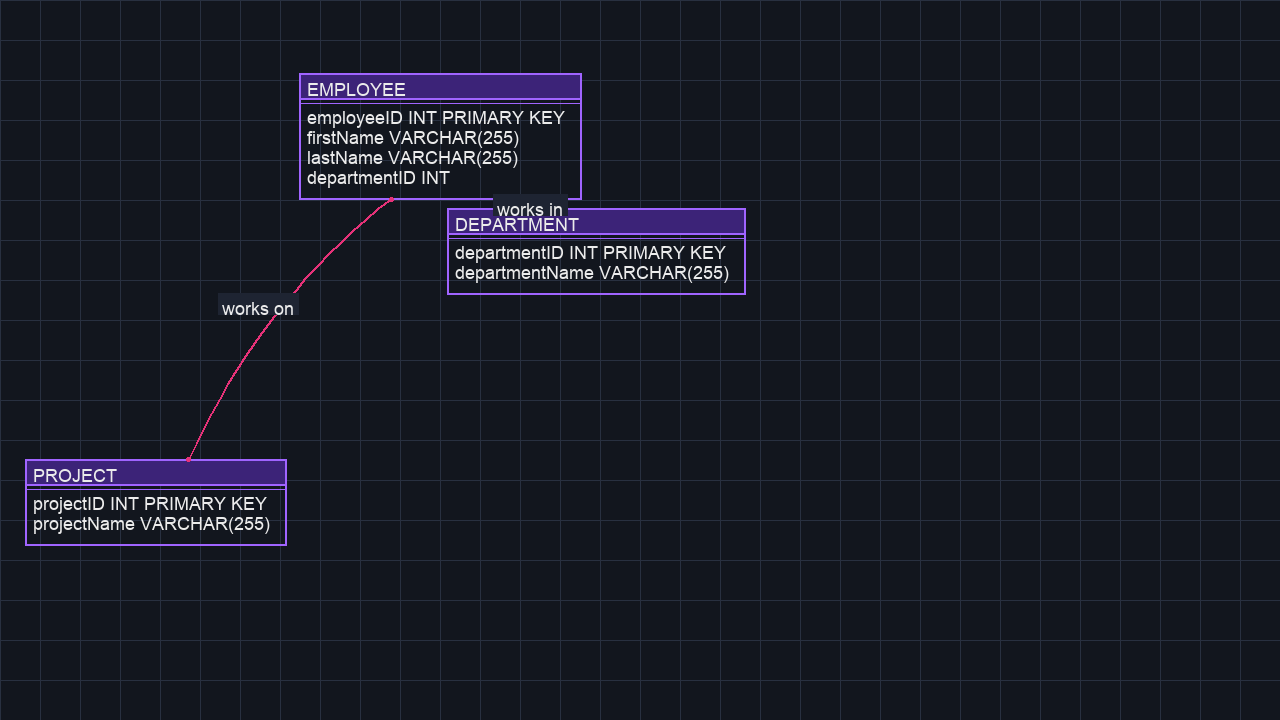 EMPLOYEE
employeeID INT PRIMARY KEY
firstName VARCHAR(255)
lastName VARCHAR(255)
departmentID INT
works in
DEPARTMENT
departmentID INT PRIMARY KEY
departmentName VARCHAR(255)
works on
PROJECT
projectID INT PRIMARY KEY
projectName VARCHAR(255)